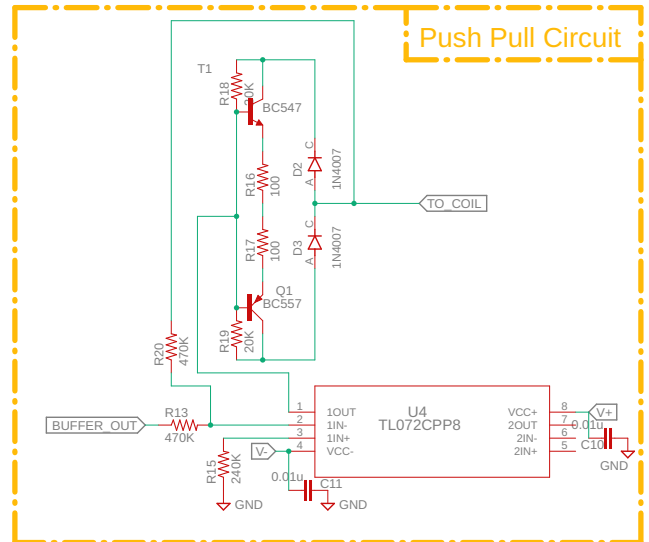 Push Pull Circuit
T1
R18
20K
BC547
R16
100
D2
C
A
1N4007
TO_COIL
R17
100
D3
C
A
1N4007
Q1
BC557
R19
20K
R20
470K
R13
470K
BUFFER_OUT
1
2
3
4
1OUT
1IN-
1IN+
VCC-
U4
TL072CPP8
VCC+
2OUT
2IN-
2IN+
8
7
6
5
V+
0.01u
C10
GND
V-
R15
240K
GND
0.01u
C11
GND